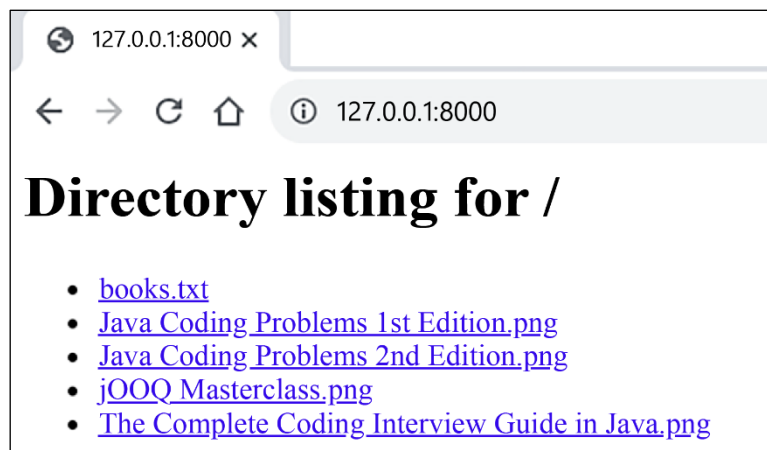 127.0.0.1:8000
127.0.0.1:8000
Directory listing for /
books.txt
Java Coding Problems 1st Edition.png
Java Coding Problems 2nd Edition.png
jOOQ Masterclass.png
The Complete Coding Interview Guide in Java.png